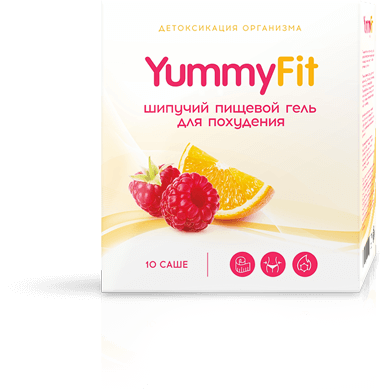 ДЕТОКСИКАЦИЯ ОРГАНИЗМА
YummyFit
ШИПУЧИЙ ПИЩЕВОЙ ГЕЛЬ
ДЛЯ ПОХУДЕНИЯ
10 САШЕ